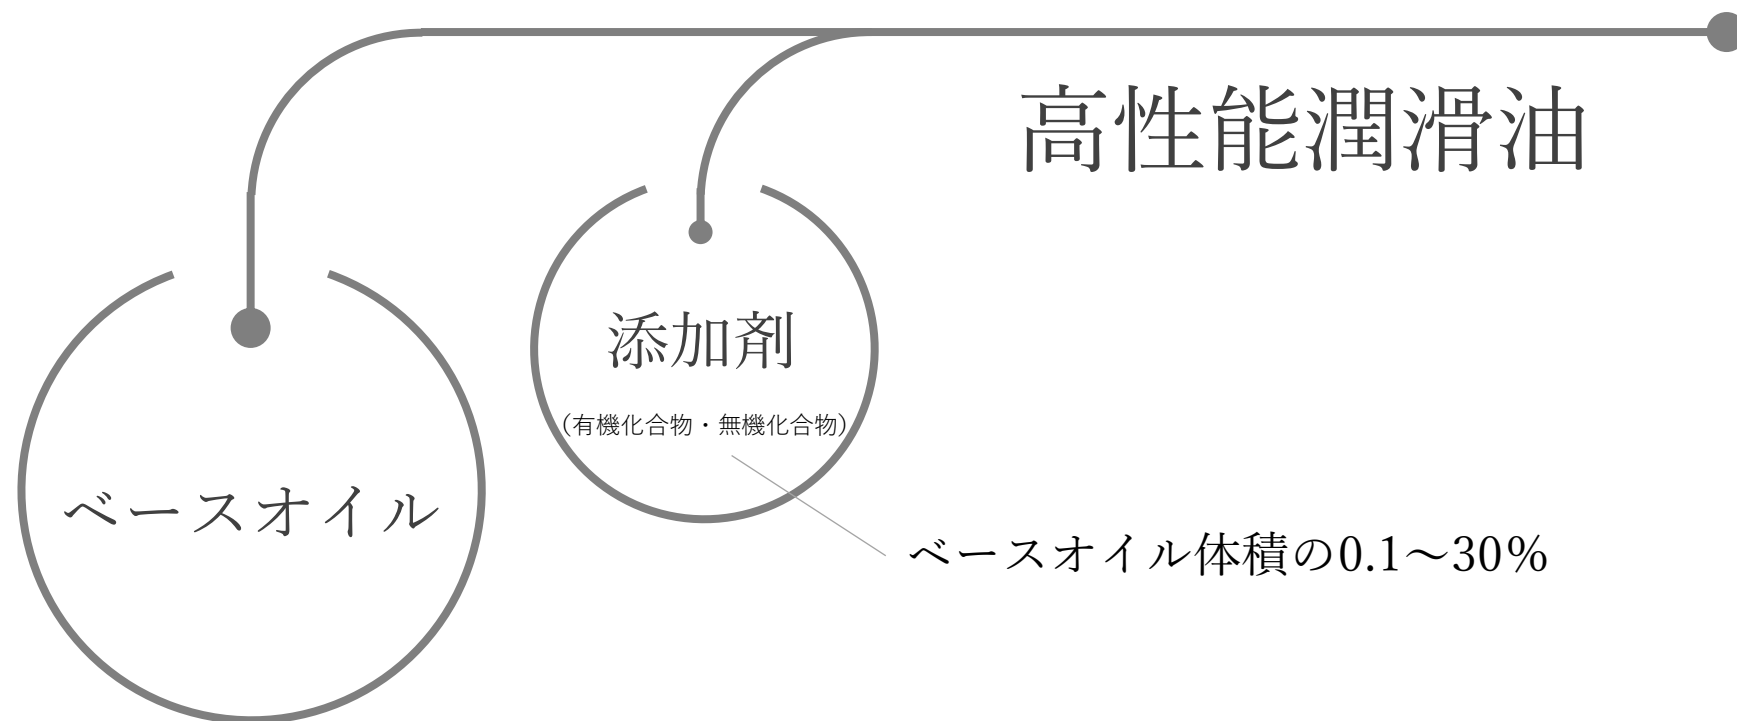 高性能潤滑油
添加剤
（有機化合物・無機化合物）
ベースオイル
ベースオイル体積の0.1～30％